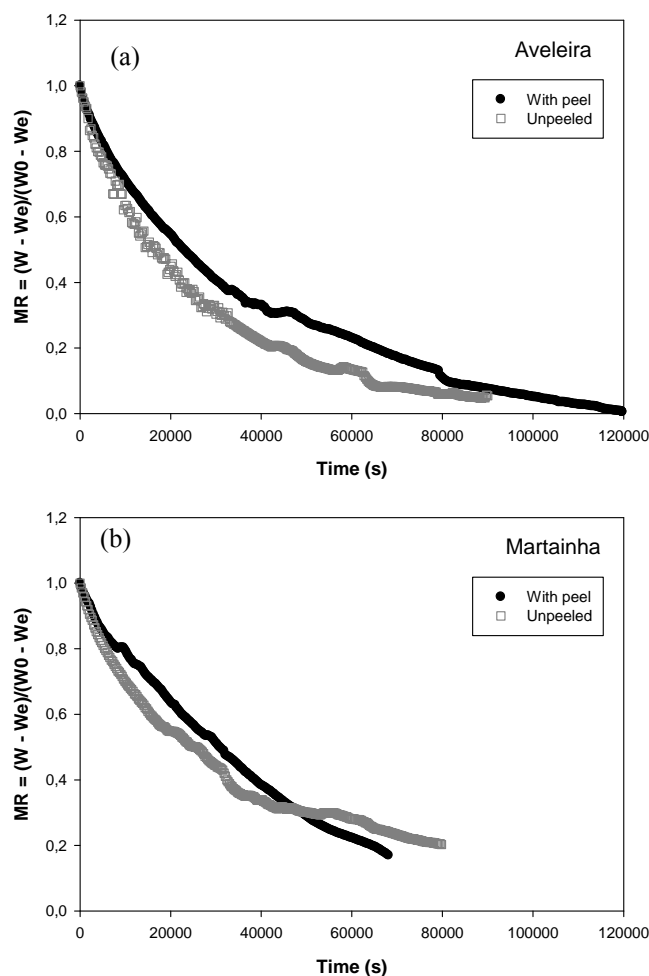 (a)
Aveleira
With peel
Unpeeled
1,2
1,0
0,8
0,6
0,4
0,2
0,0
MR = (W - We)/(W0 - We)
0 20000 40000 60000 80000 100000 120000
Time (s)
(b)
Martainha
With peel
Unpeeled
1,2
1,0
0,8
0,6
0,4
0,2
0,0
MR = (W - We)/(W0 - We)
0 20000 40000 60000 80000 100000 120000
Time (s)